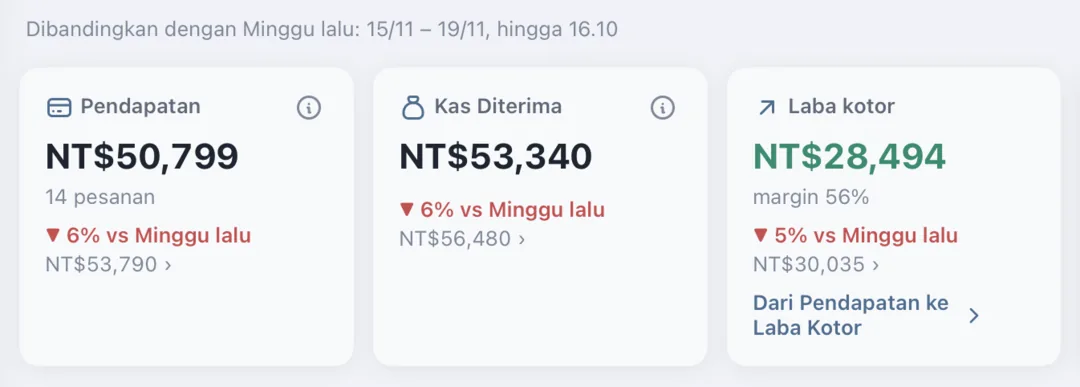 Dibandingkan dengan Minggu lalu: 15/11 – 19/11, hingga 16.10
Pendapatan
NT$50,799
14 pesanan
▼ 6% vs Minggu lalu
NT$53,790 ›
Kas Diterima
NT$53,340
▼ 6% vs Minggu lalu
NT$56,480 ›
Laba kotor
NT$28,494
margin 56%
▼ 5% vs Minggu lalu
NT$30,035 ›
Dari Pendapatan ke
Laba Kotor